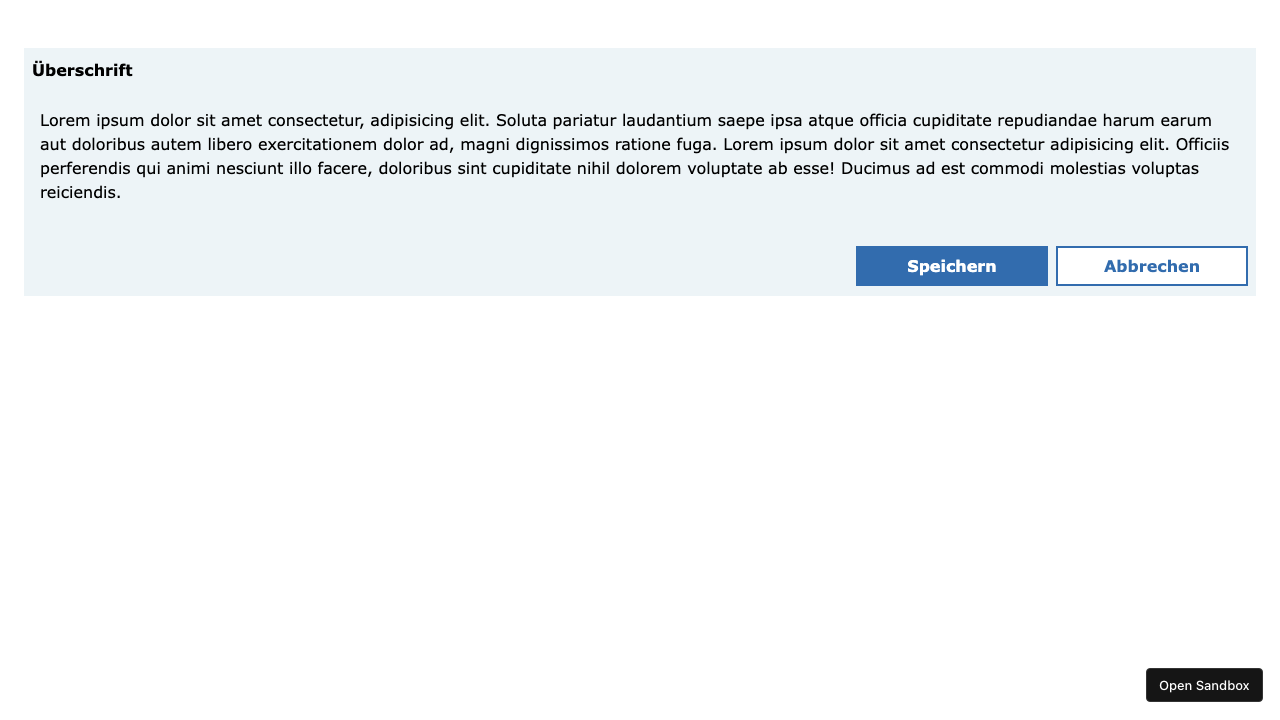 Überschrift
Lorem ipsum dolor sit amet consectetur, adipisicing elit. Soluta pariatur laudantium saepe ipsa atque officia cupiditate repudiandae harum earum
aut doloribus autem libero exercitationem dolor ad, magni dignissimos ratione fuga. Lorem ipsum dolor sit amet consectetur adipisicing elit. Officiis
perferendis qui animi nesciunt illo facere, doloribus sint cupiditate nihil dolorem voluptate ab esse! Ducimus ad est commodi molestias voluptas
reiciendis.
Speichern Abbrechen
Open Sandbox